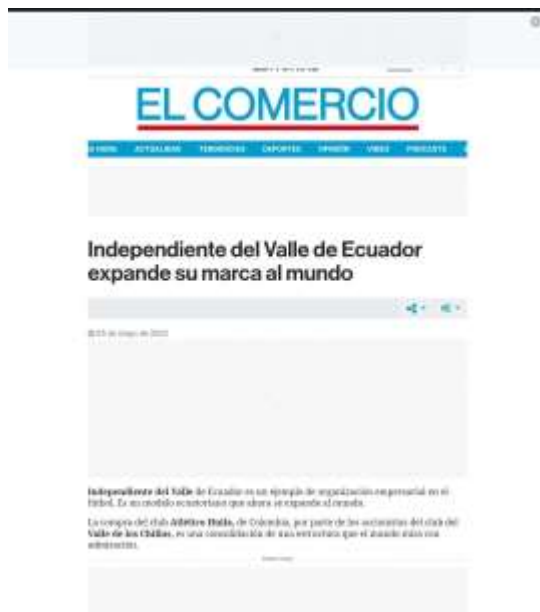 EL COMERCIO
ACTUALIDAD TENDENCIAS DEPORTES OPINIÓN VIDEO PODCASTS
Independiente del Valle de Ecuador
expande su marca al mundo
de mayo de
Independiente del Valle de Ecuador es un ejemplo de organización empresarial en el
fútbol. Es un modelo ecuatoriano que ahora se expande al mundo.
La compra del club Atlético Huila, de Colombia, por parte de los accionistas del club del
Valle de los Chillos, es una consolidación de una estructura que el mundo mira con
admiración.